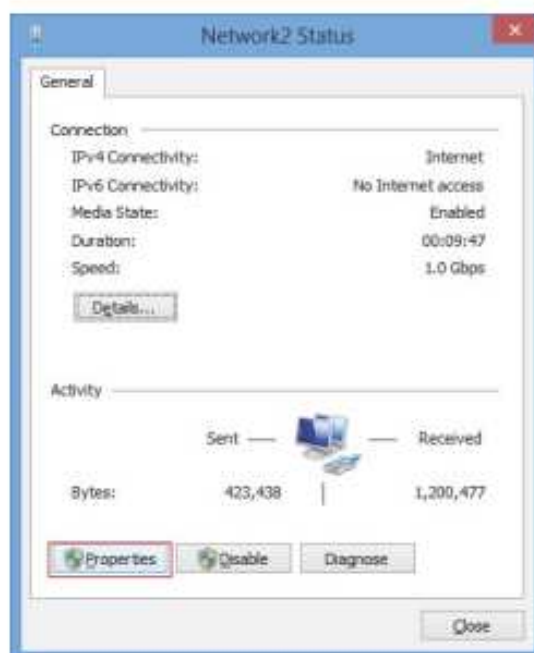 Network2 Status
General
Connection
IPv4 Connectivity: Internet
IPv6 Connectivity: No Internet access
Media State: Enabled
Duration: 00:09:47
Speed: 1.0 Gbps
Details...
Activity
Sent Received
Bytes: 423,438 1,200,477
Properties Disable Diagnose
Close